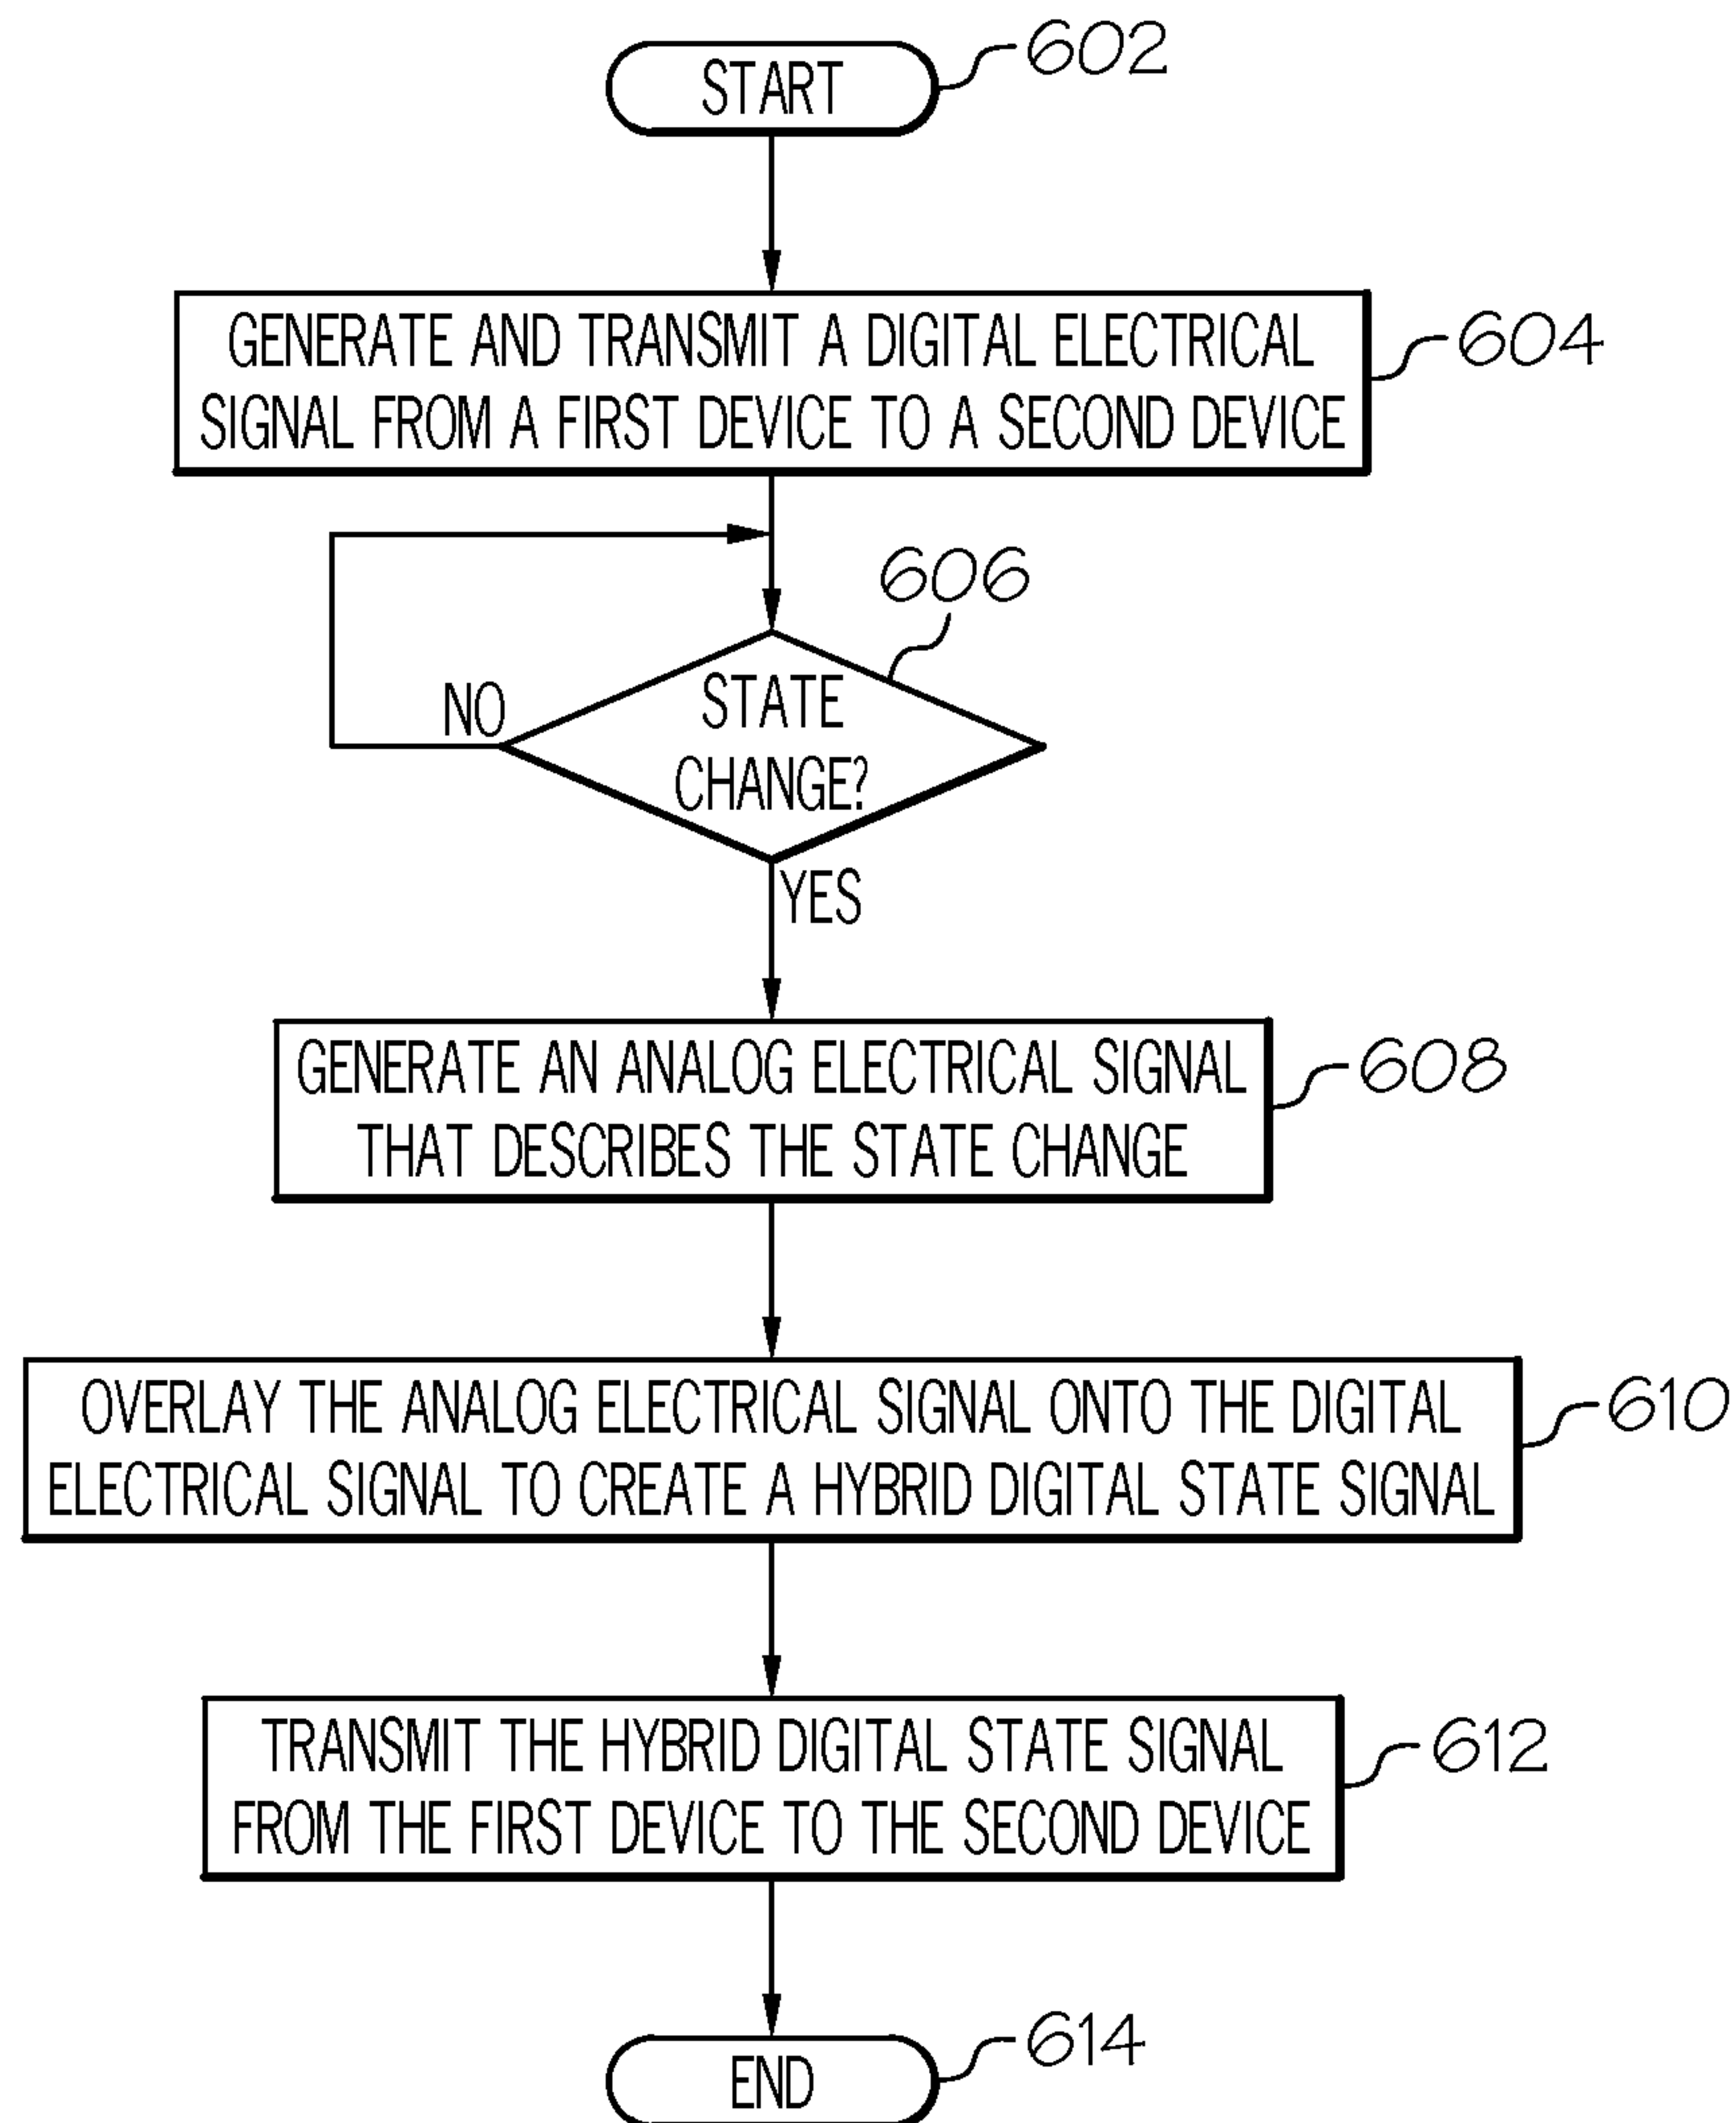 START
602
GENERATE AND TRANSMIT A DIGITAL ELECTRICAL
SIGNAL FROM A FIRST DEVICE TO A SECOND DEVICE
604
606
STATE
CHANGE?
NO
YES
GENERATE AN ANALOG ELECTRICAL SIGNAL
THAT DESCRIBES THE STATE CHANGE
608
OVERLAY THE ANALOG ELECTRICAL SIGNAL ONTO THE DIGITAL
ELECTRICAL SIGNAL TO CREATE A HYBRID DIGITAL STATE SIGNAL
610
TRANSMIT THE HYBRID DIGITAL STATE SIGNAL
FROM THE FIRST DEVICE TO THE SECOND DEVICE
612
END
614